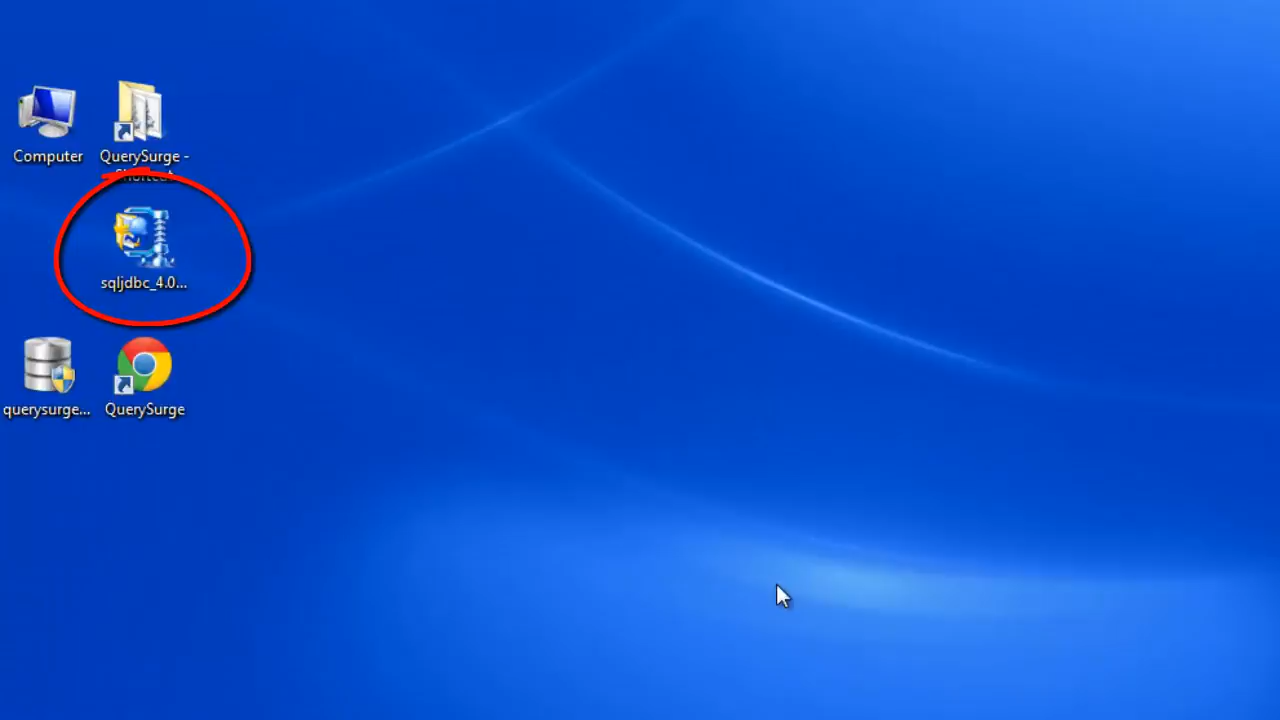 Computer
QuerySurge -
Shortcut
sqljdbc_4.0...
querysurge...
QuerySurge